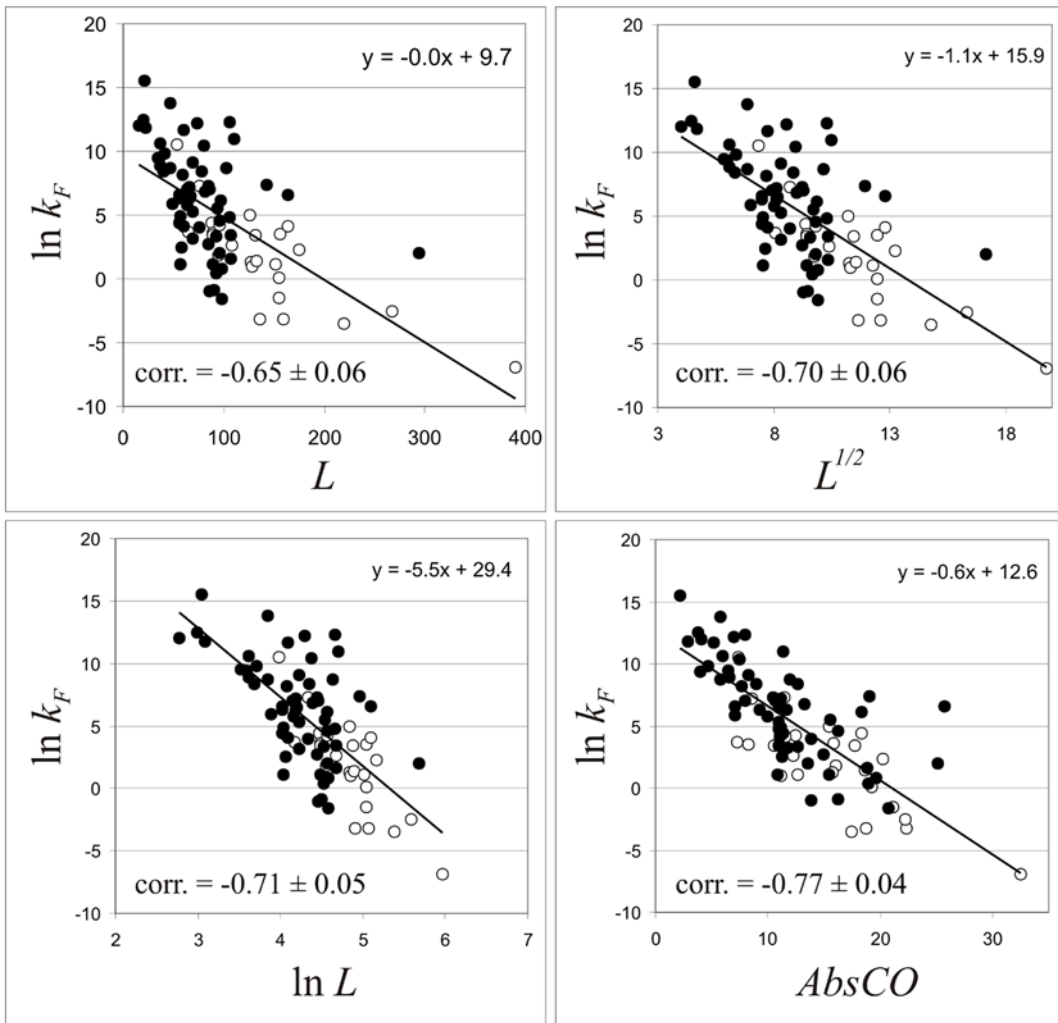 20
15
10
5
0
-5
-10
ln k_F
y = -0.0x + 9.7
corr. = -0.65 ± 0.06
0 100 200 300 400
L
20
15
10
5
0
-5
-10
ln k_F
y = -1.1x + 15.9
corr. = -0.70 ± 0.06
3 8 13 18
L^{1/2}
20
15
10
5
0
-5
-10
ln k_F
y = -5.5x + 29.4
corr. = -0.71 ± 0.05
2 3 4 5 6 7
ln L
20
15
10
5
0
-5
-10
ln k_F
y = -0.6x + 12.6
corr. = -0.77 ± 0.04
0 10 20 30
AbsCO